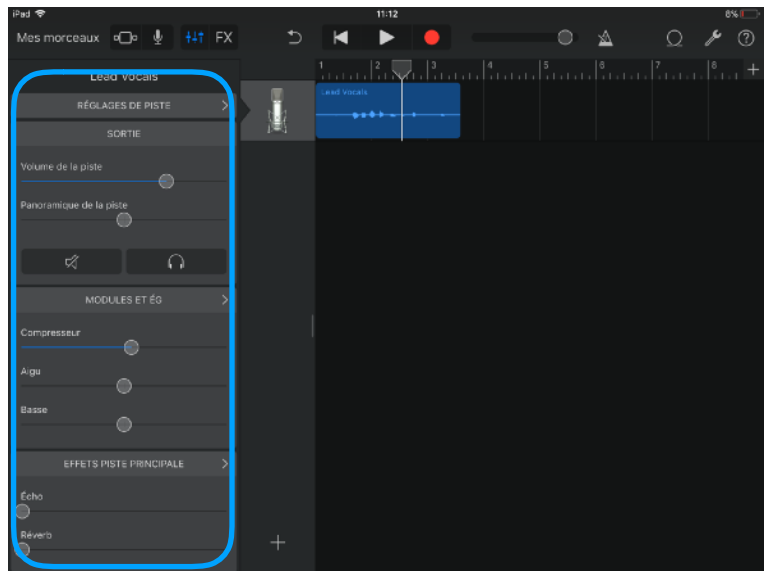 iPad 11:12 8%
Mes morceaux FX
Lead Vocals
1 2 3 4 5 6 7 8
RÉGLAGES DE PISTE
Lead Vocals
SORTIE
Volume de la piste
Panoramique de la piste
MODULES ET ÉG
Compresseur
Aigu
Basse
EFFETS PISTE PRINCIPALE
Écho
Réverb